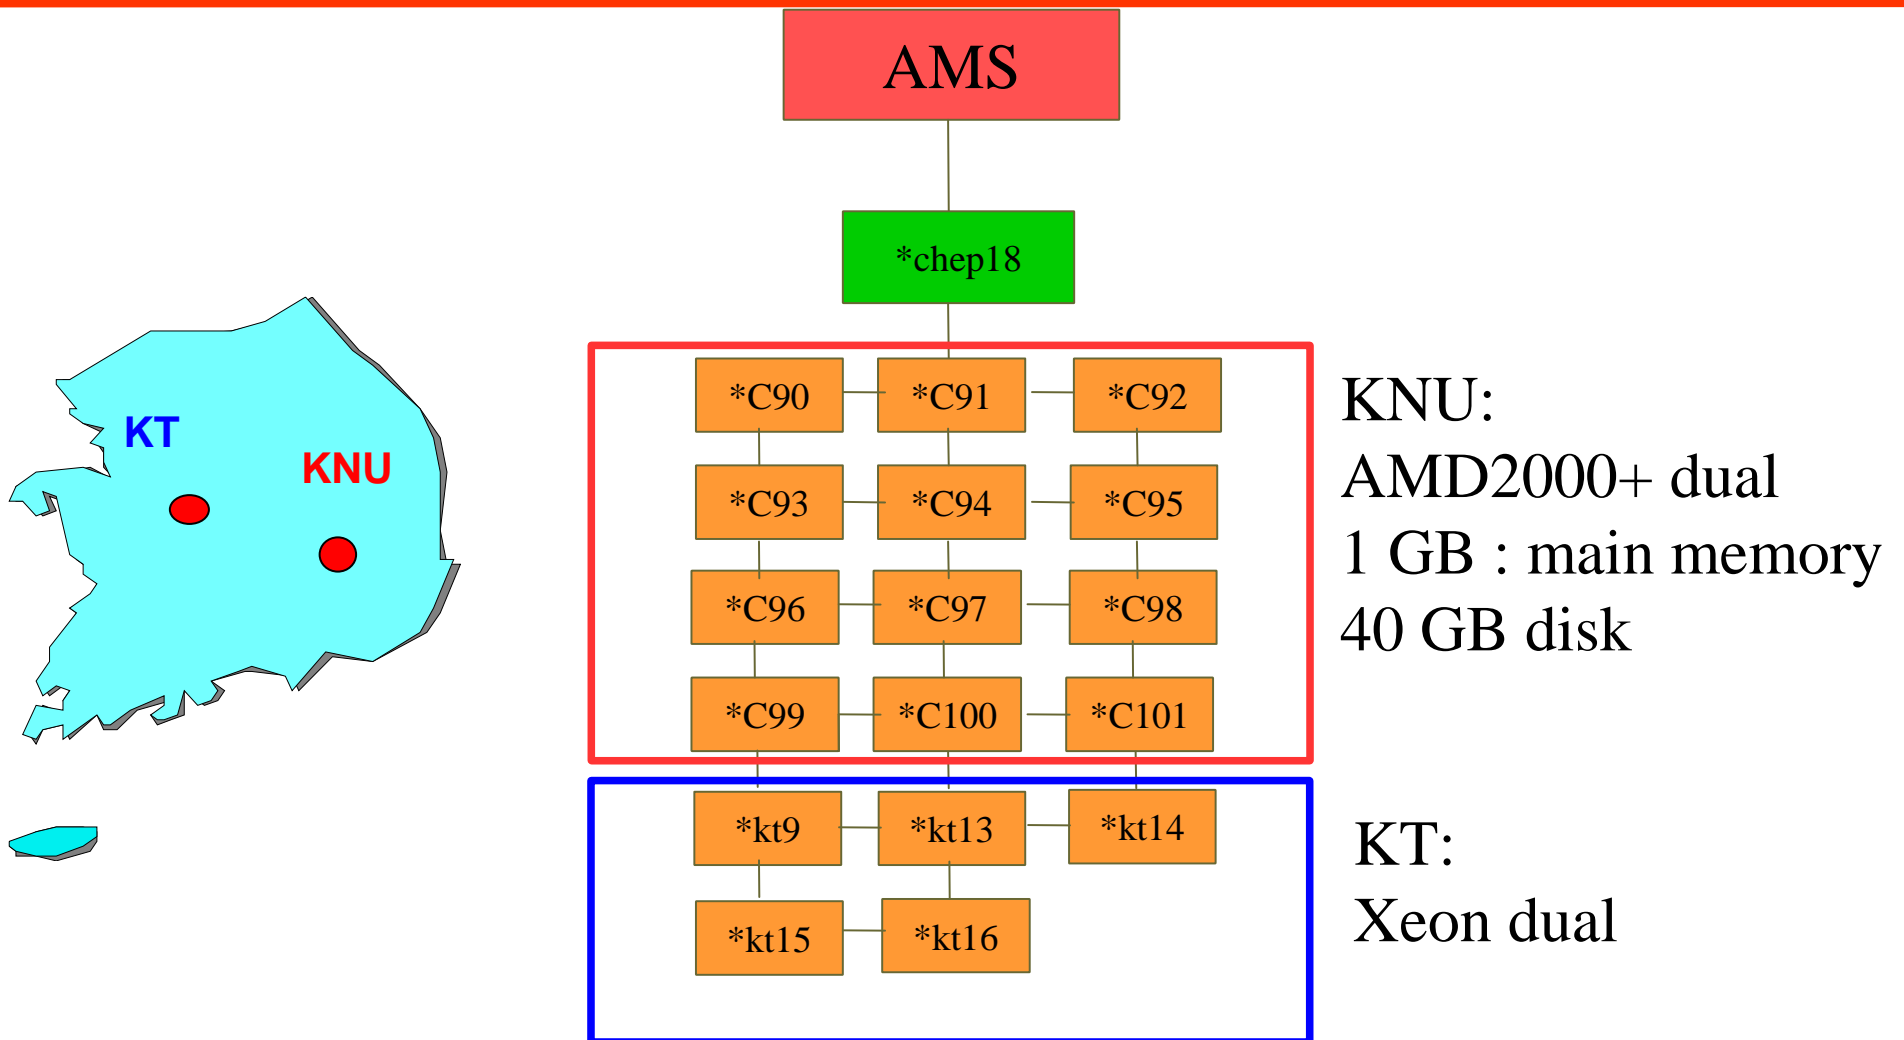 AMS
*chep18
*C90 *C91 *C92
*C93 *C94 *C95
*C96 *C97 *C98
*C99 *C100 *C101
*kt9 *kt13 *kt14
*kt15 *kt16
KT
KNU
KNU:
AMD2000+ dual
1 GB : main memory
40 GB disk
KT:
Xeon dual